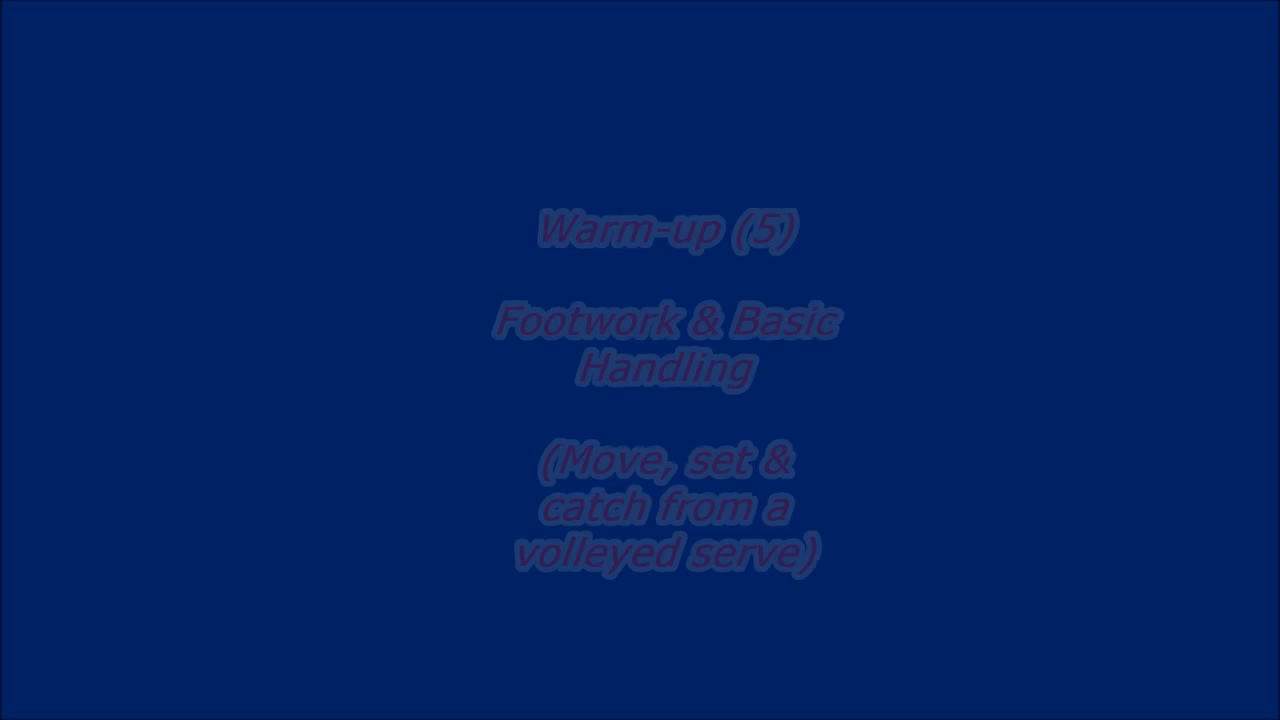 Warm-up (5)
Footwork & Basic
Handling
(Move, set &
catch from a
volleyed serve)